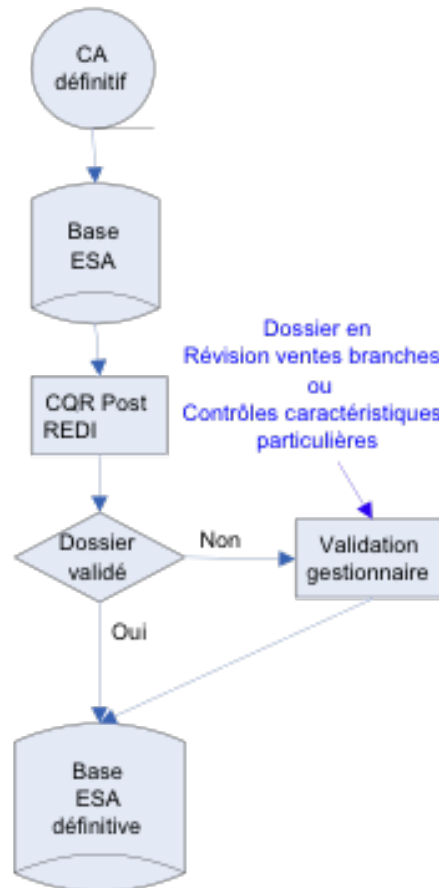 CA
définitif
Base
ESA
Dossier en
Révision ventes branches
ou
Contrôles caractéristiques
particulières
CQR Post
REDI
Dossier
validé
Non
Validation
gestionnaire
Oui
Base
ESA
définitive